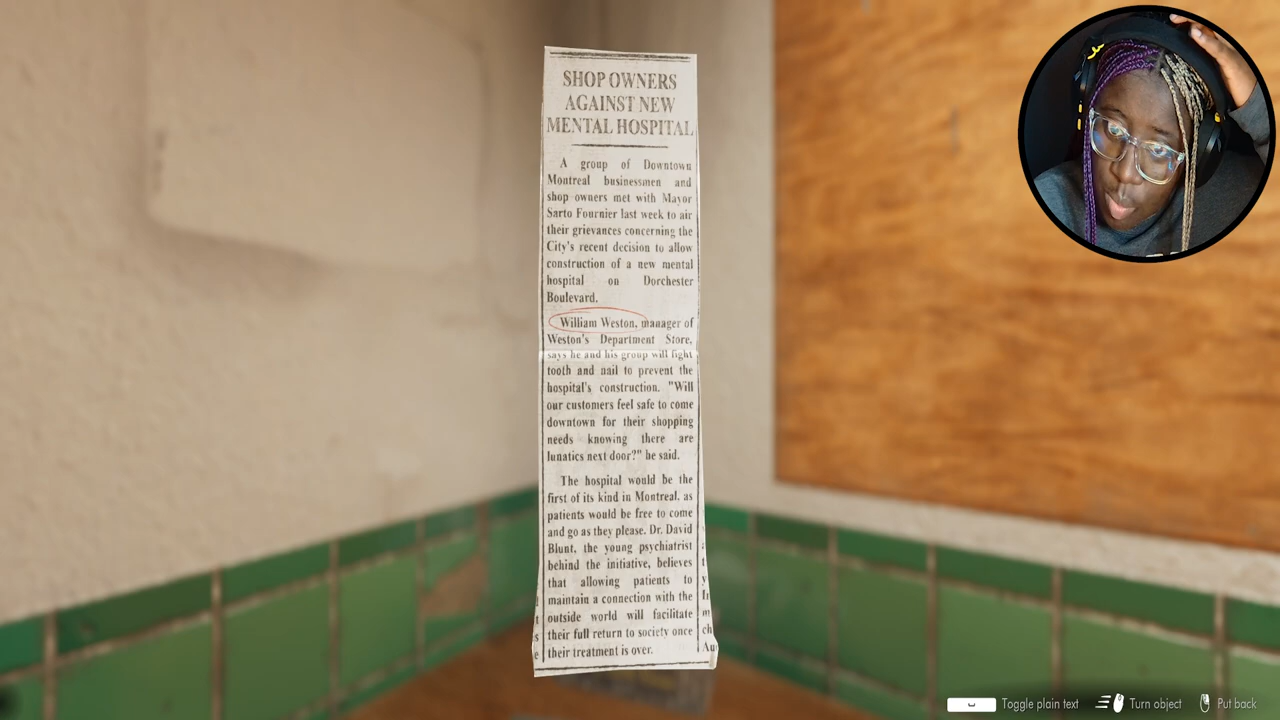 SHOP OWNERS
AGAINST NEW
MENTAL HOSPITAL
A group of Downtown
Montreal businessmen and
shop owners met with Mayor
Sarto Fournier last week to air
their grievances concerning the
City's recent decision to allow
construction of a new mental
hospital on Dorchester
Boulevard.
William Weston, manager of
Weston's Department Store,
says he and his group will fight
tooth and nail to prevent the
hospital's construction. "Will
our customers feel safe to come
downtown for their shopping
needs knowing there are
lunatics next door?" he said.
The hospital would be the
first of its kind in Montreal, as
patients would be free to come
and go as they please. Dr. David
Blunt, the young psychiatrist
behind the initiative, believes
that allowing patients to
maintain a connection with the
outside world will facilitate
their full return to society once
their treatment is over.
Toggle plain text
Turn object
Put back